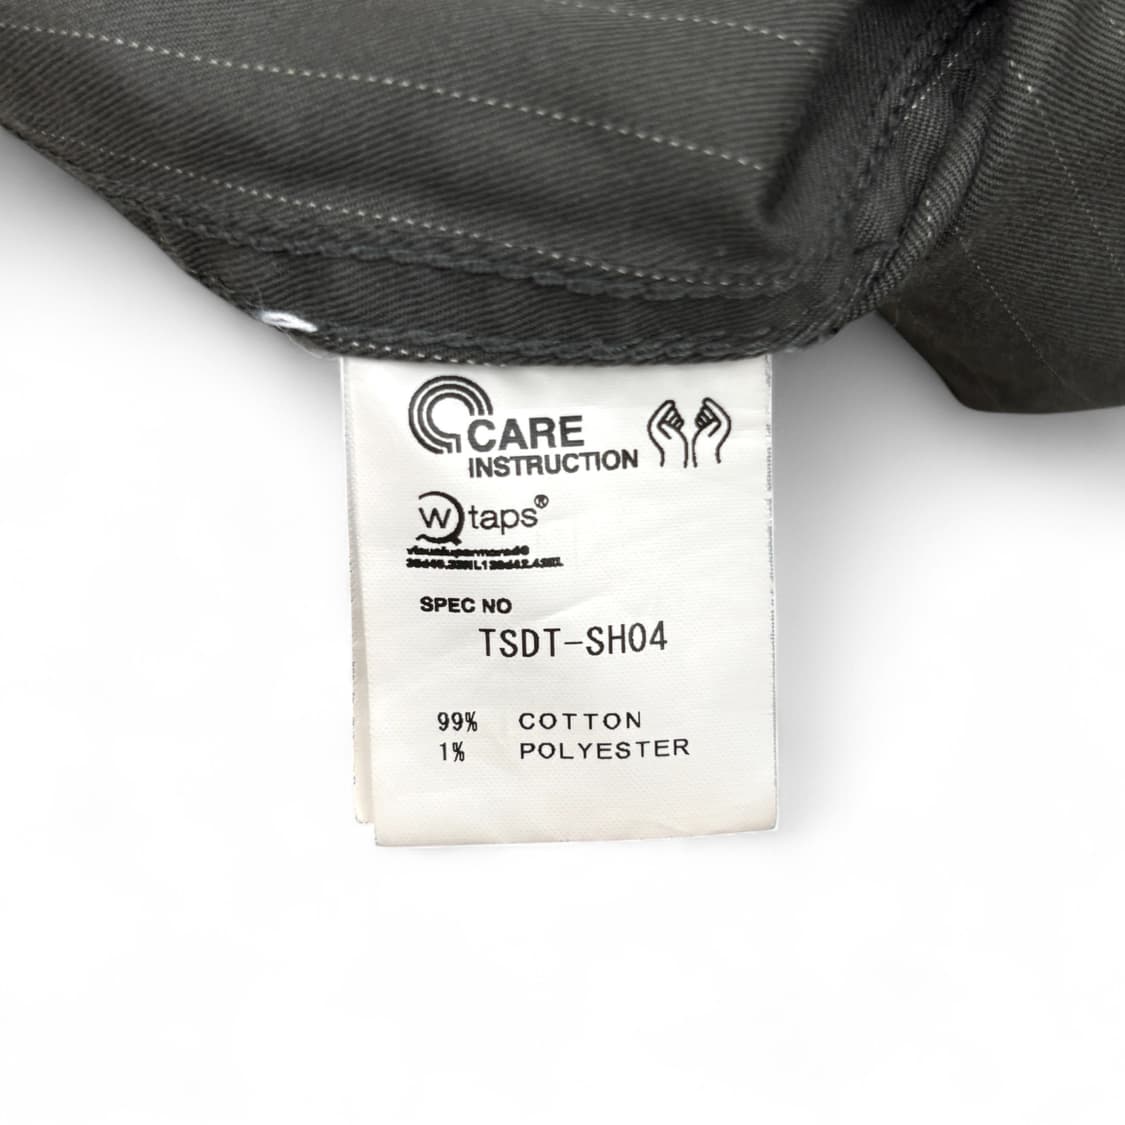 CARE
INSTRUCTION
Wtaps®
SPEC NO
TSDT-SH04
99% COTTON
1% POLYESTER